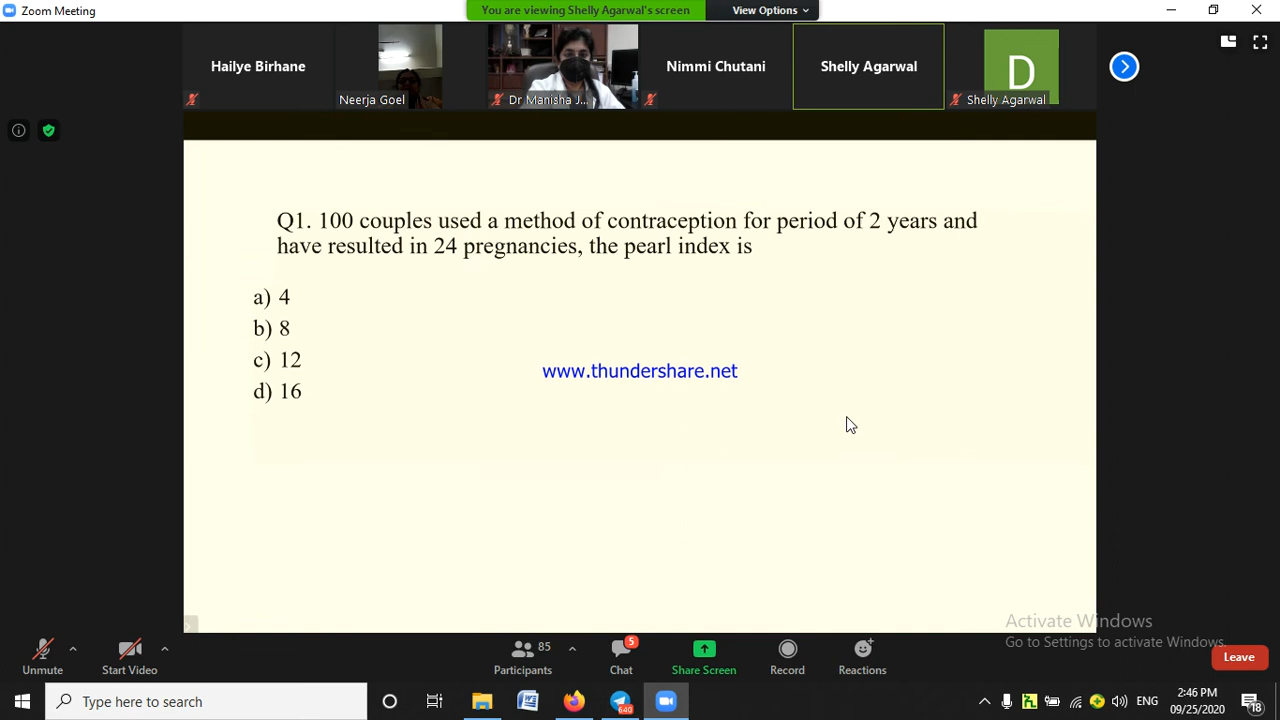 Zoom Meeting
You are viewing Shelly Agarwal's screen
View Options
Hailye Birhane
Neerja Goel
Dr Manisha J...
Nimmi Chutani
Shelly Agarwal
D
Shelly Agarwal
Q1. 100 couples used a method of contraception for period of 2 years and
have resulted in 24 pregnancies, the pearl index is
a) 4
b) 8
c) 12
d) 16
www.thundershare.net
Activate Windows
Go to Settings to activate Windows.
Unmute
Start Video
85
Participants
5
Chat
Share Screen
Record
Reactions
Leave
Type here to search
640
ENG
2:46 PM
09/25/2020
18